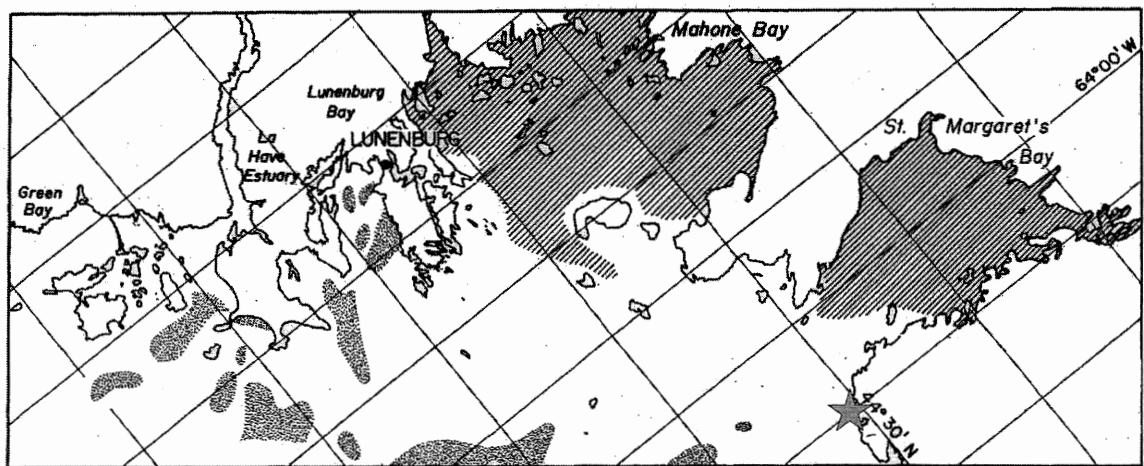 Mahone Bay
64°00' W
Lunenburg
Bay
LUNENBURG
La
Have
Estuary
St. Margaret's
Bay
Green
Bay
44°30' N